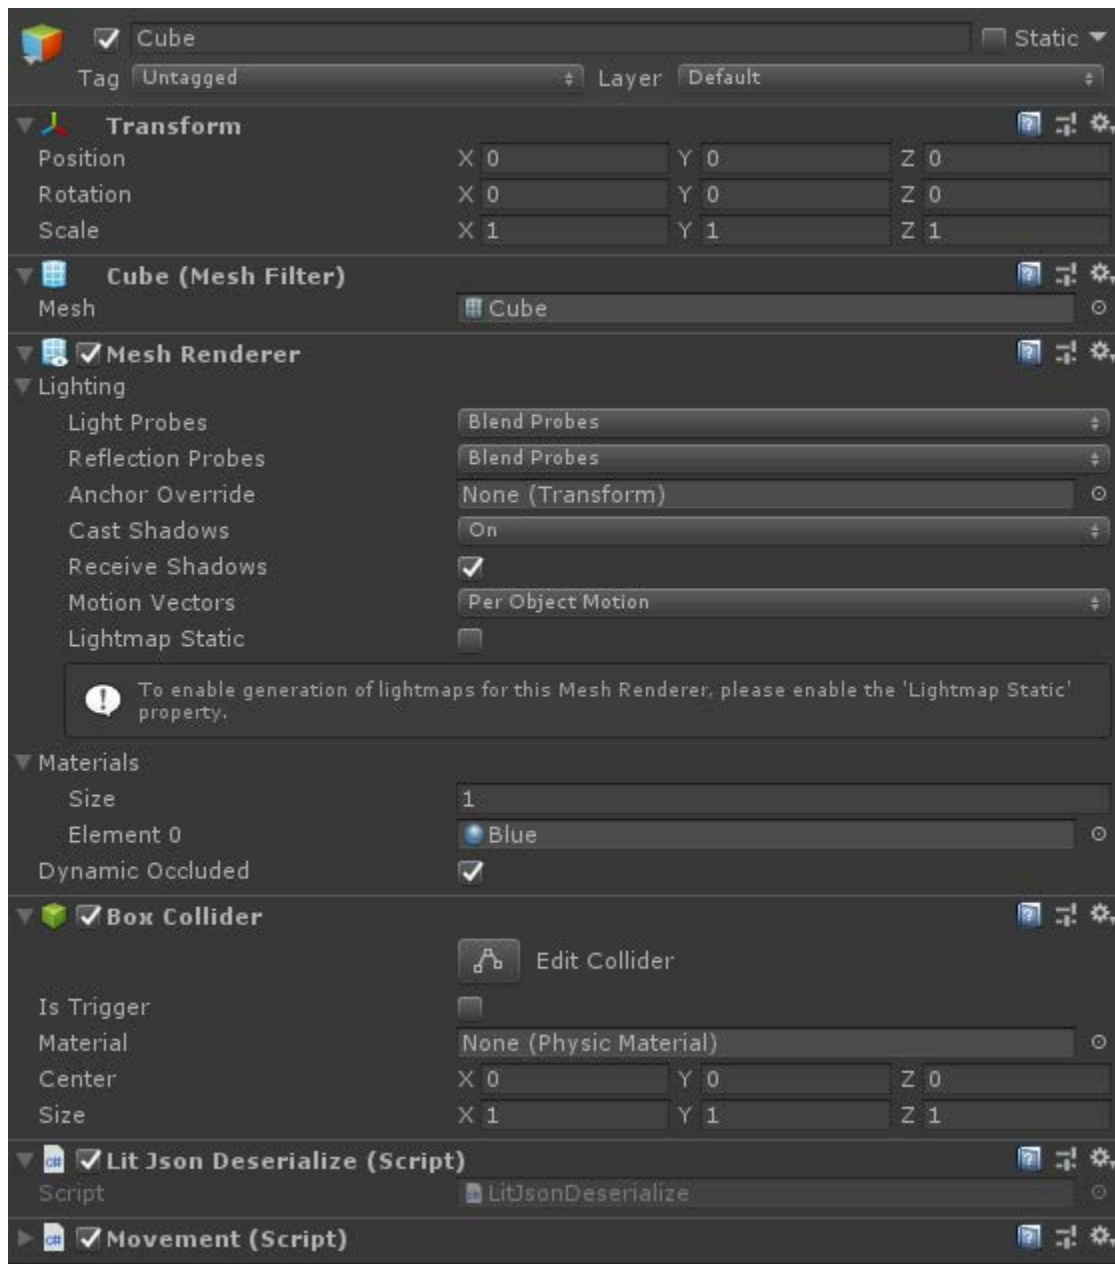 Cube Static
Tag Untagged Layer Default
Transform
Position X 0 Y 0 Z 0
Rotation X 0 Y 0 Z 0
Scale X 1 Y 1 Z 1
Cube (Mesh Filter)
Mesh Cube
Mesh Renderer
Lighting
Light Probes Blend Probes
Reflection Probes Blend Probes
Anchor Override None (Transform)
Cast Shadows On
Receive Shadows
Motion Vectors Per Object Motion
Lightmap Static
To enable generation of lightmaps for this Mesh Renderer, please enable the 'Lightmap Static'
property.
Materials
Size 1
Element 0 Blue
Dynamic Occluded
Box Collider
Edit Collider
Is Trigger
Material None (Physic Material)
Center X 0 Y 0 Z 0
Size X 1 Y 1 Z 1
c# Lit Json Deserialize (Script)
Script LitJsonDeserialize
c# Movement (Script)